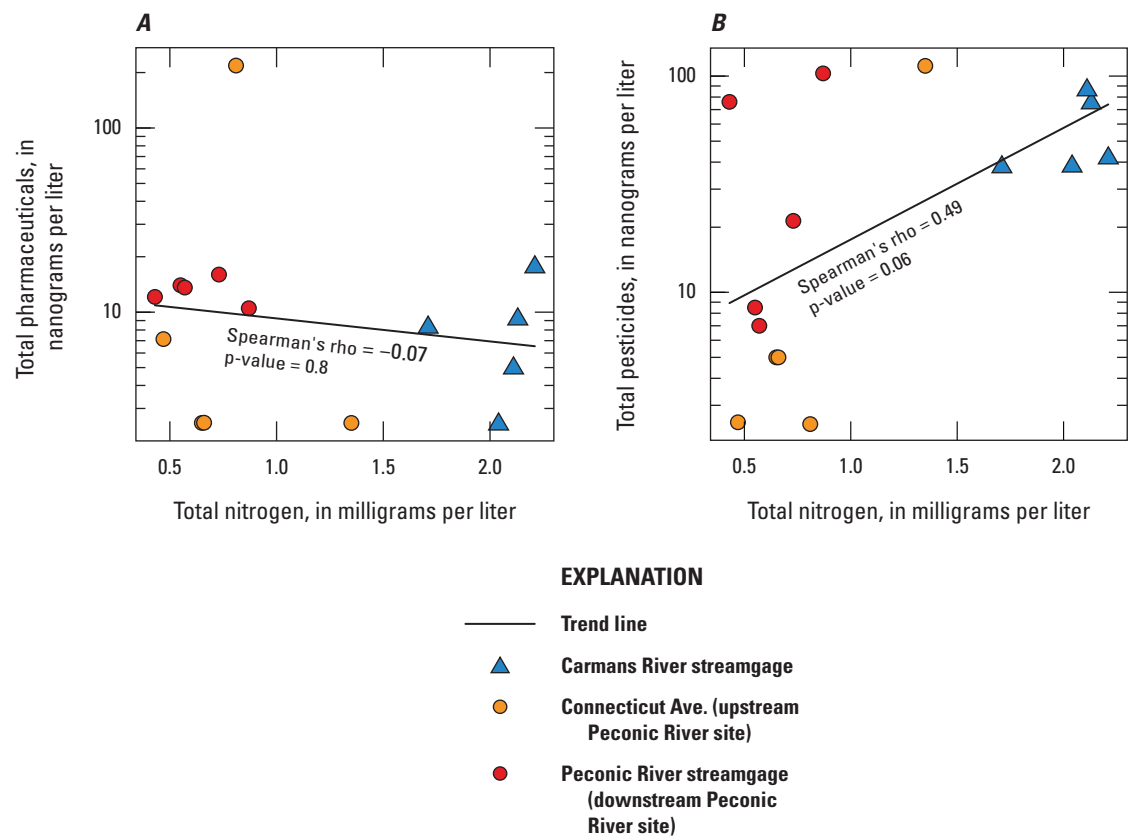 A
Total pharmaceuticals, in
nanograms per liter
100
10
Spearman's rho = –0.07
p-value = 0.8
0.5 1.0 1.5 2.0
Total nitrogen, in milligrams per liter
B
Total pesticides, in nanograms per liter
100
10
Spearman's rho = 0.49
p-value = 0.06
0.5 1.0 1.5 2.0
Total nitrogen, in milligrams per liter
EXPLANATION
Trend line
Carmans River streamgage
Connecticut Ave. (upstream
Peconic River site)
Peconic River streamgage
(downstream Peconic
River site)